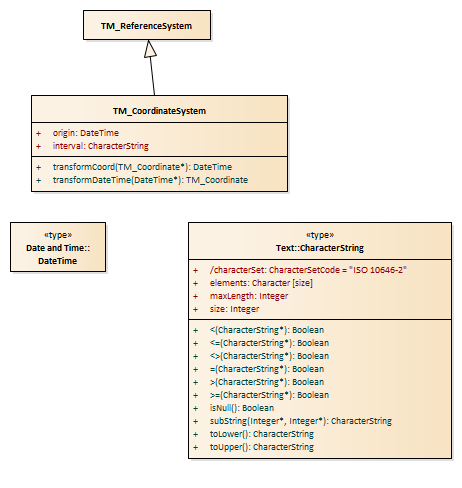 TM_ReferenceSystem
TM_CoordinateSystem
+ origin: DateTime
+ interval: CharacterString
+ transformCoord(TM_Coordinate*): DateTime
+ transformDateTime(DateTime*): TM_Coordinate
«type»
Date and Time::
DateTime
«type»
Text::CharacterString
+ /characterSet: CharacterSetCode = "ISO 10646-2"
+ elements: Character [size]
+ maxLength: Integer
+ size: Integer
+ <(CharacterString*): Boolean
+ <=(CharacterString*): Boolean
+ <>(CharacterString*): Boolean
+ =(CharacterString*): Boolean
+ >(CharacterString*): Boolean
+ >=(CharacterString*): Boolean
+ isNull(): Boolean
+ subString(Integer*, Integer*): CharacterString
+ toLower(): CharacterString
+ toUpper(): CharacterString